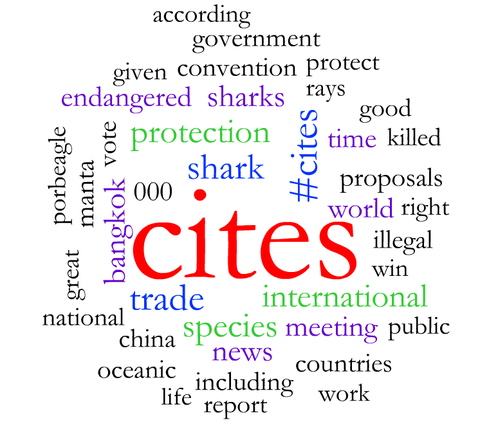 according
government
given
convention
protect
rays
endangered
sharks
good
porbeagle
vote
protection
#cites
time
killed
manta
shark
000
proposals
bangkok
cites
world
right
great
illegal
win
trade
international
national
china
species
meeting
public
news
oceanic
countries
life
including
report
work